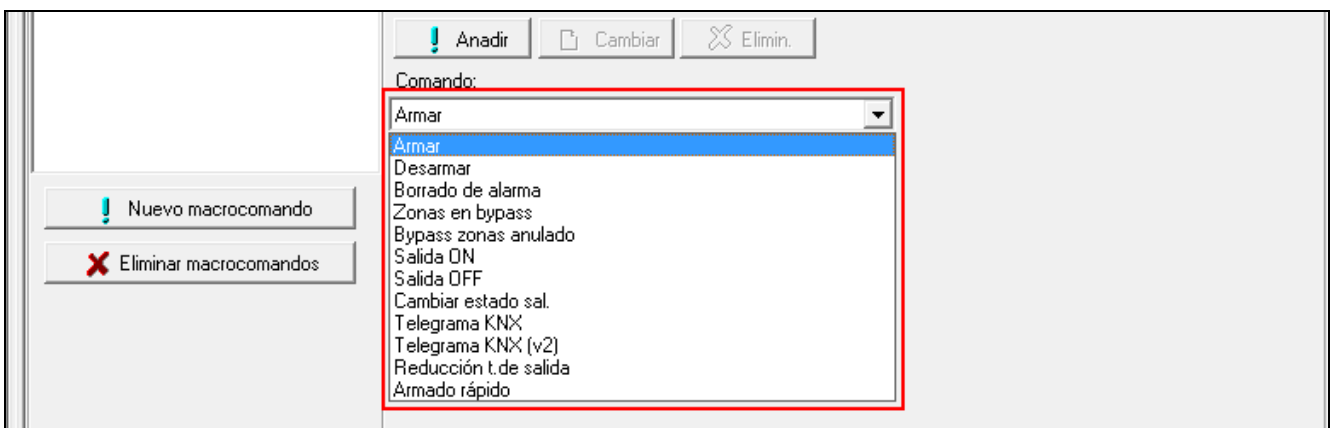 Anadir
Cambiar
Elimin.
Comando:
Armar
Armar
Desarmar
Borrado de alarma
Zonas en bypass
Bypass zonas anulado
Salida ON
Salida OFF
Cambiar estado sal.
Telegrama KNX
Telegrama KNX (v2)
Reducción t.de salida
Armado rápido
Nuevo macrocomando
Eliminar macrocomandos